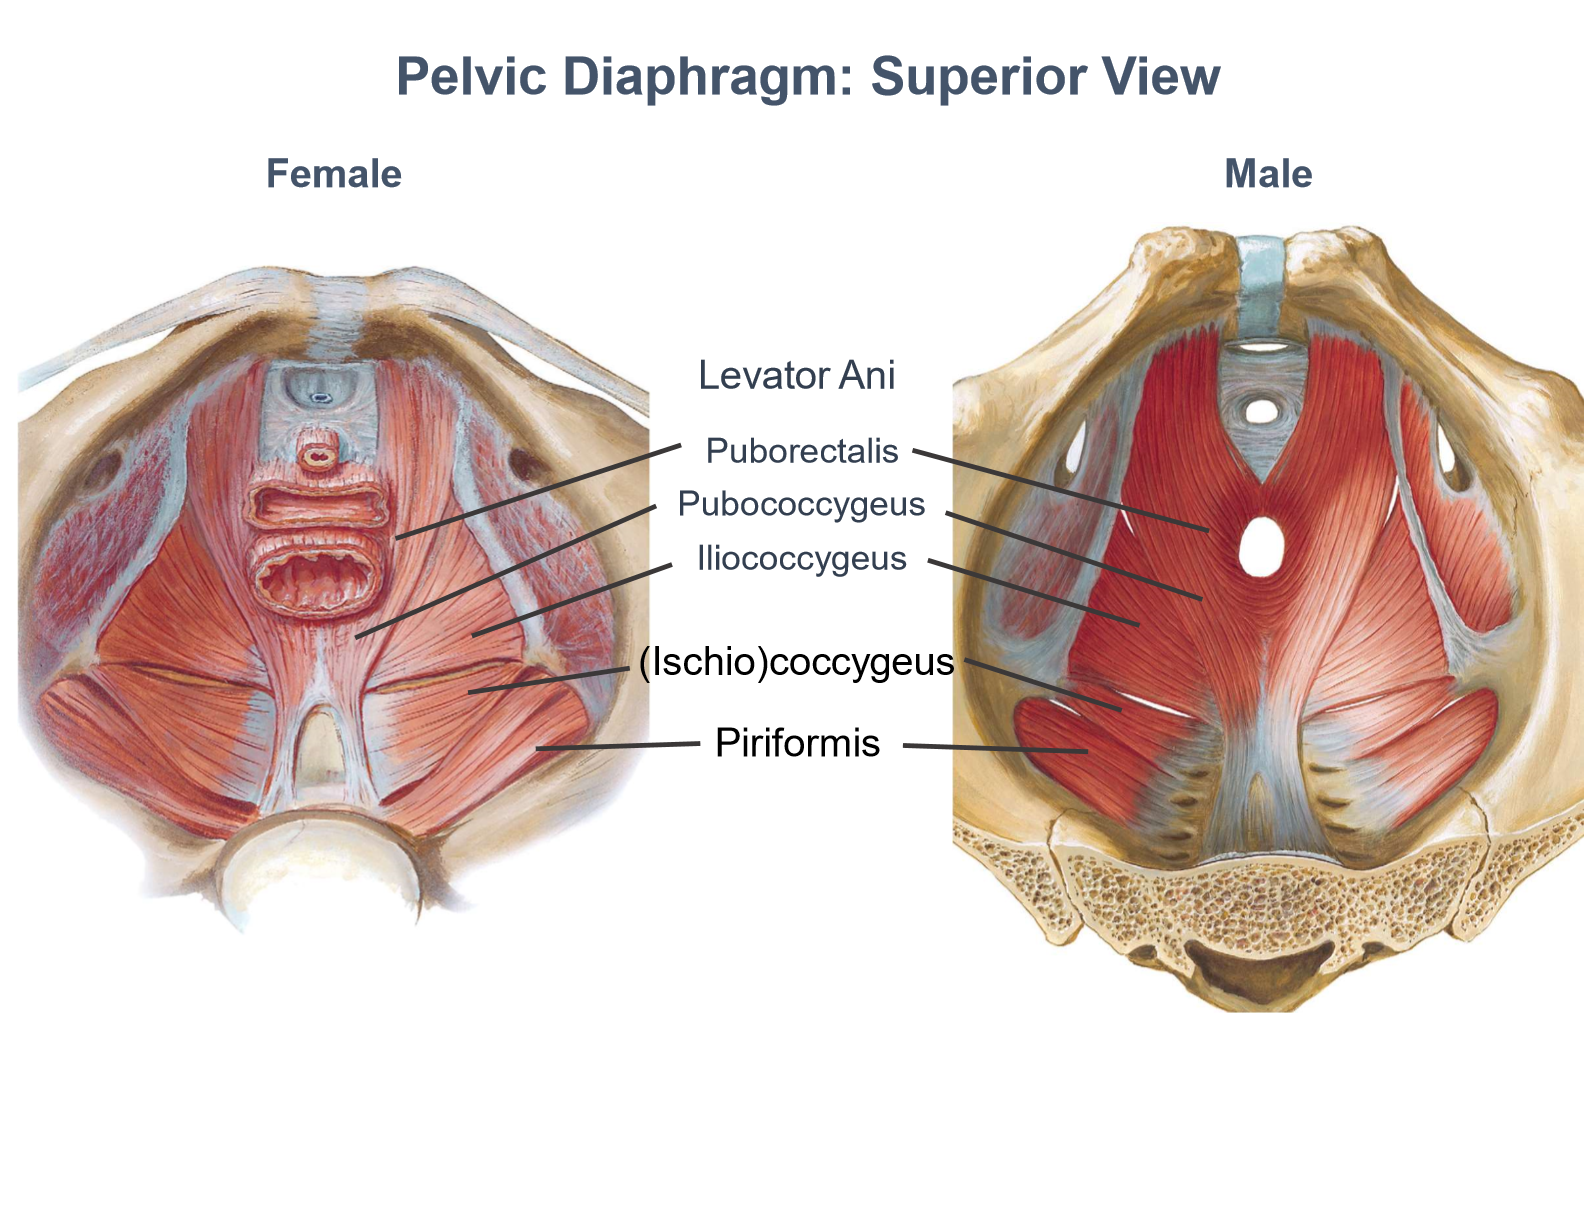 Pelvic Diaphragm: Superior View
Female
Male
Levator Ani
Puborectalis
Pubococcygeus
Iliococcygeus
(Ischio)coccygeus
Piriformis